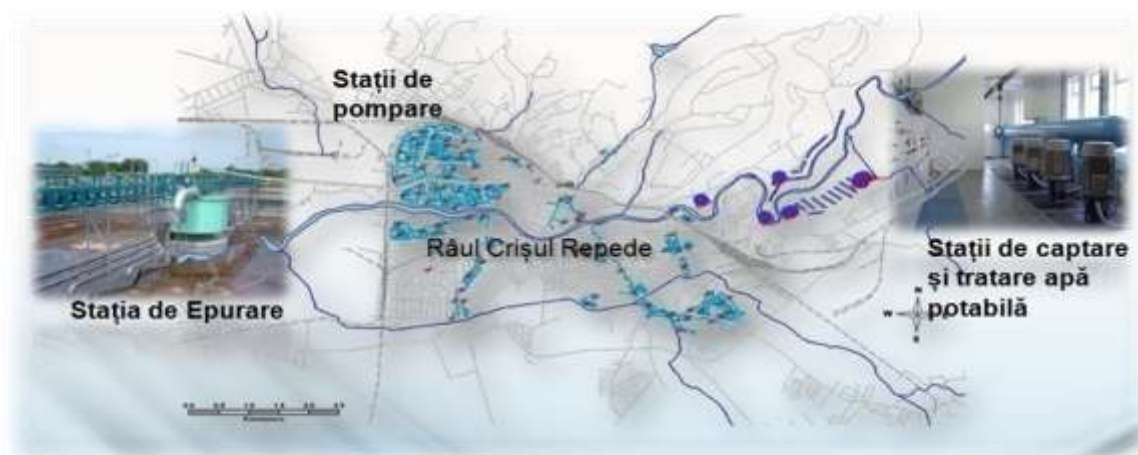 Stații de
pompare
Râul Crișul Repede
Stația de Epurare
Stații de captare
și tratare apă
potabilă
N
W
S